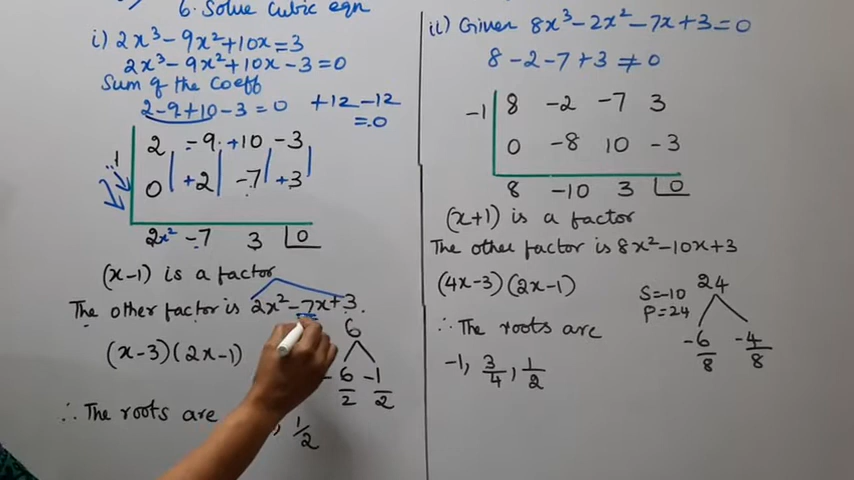 6. Solve Cubic eqn
i) 2x³ - 9x² + 10x = 3
2x³ - 9x² + 10x - 3 = 0
Sum of the Coeff
2 - 9 + 10 - 3 = 0 +12 - 12
= 0
1 2 - 9 + 10 - 3
0 + 2 - 7 + 3
2x² - 7 3 0
(x-1) is a factor
The other factor is 2x² - 7x + 3.
6
(x-3)(2x-1)
-6/2 -1/2
∴ The roots are
, 1/2
ii) Given 8x³ - 2x² - 7x + 3 = 0
8 - 2 - 7 + 3 ≠ 0
-1 8 -2 -7 3
0 -8 10 -3
8 -10 3 0
(x+1) is a factor
The other factor is 8x² - 10x + 3
(4x-3)(2x-1)
24
S = -10
P = 24
-6/8 -4/8
∴ The roots are
-1, 3/4, 1/2